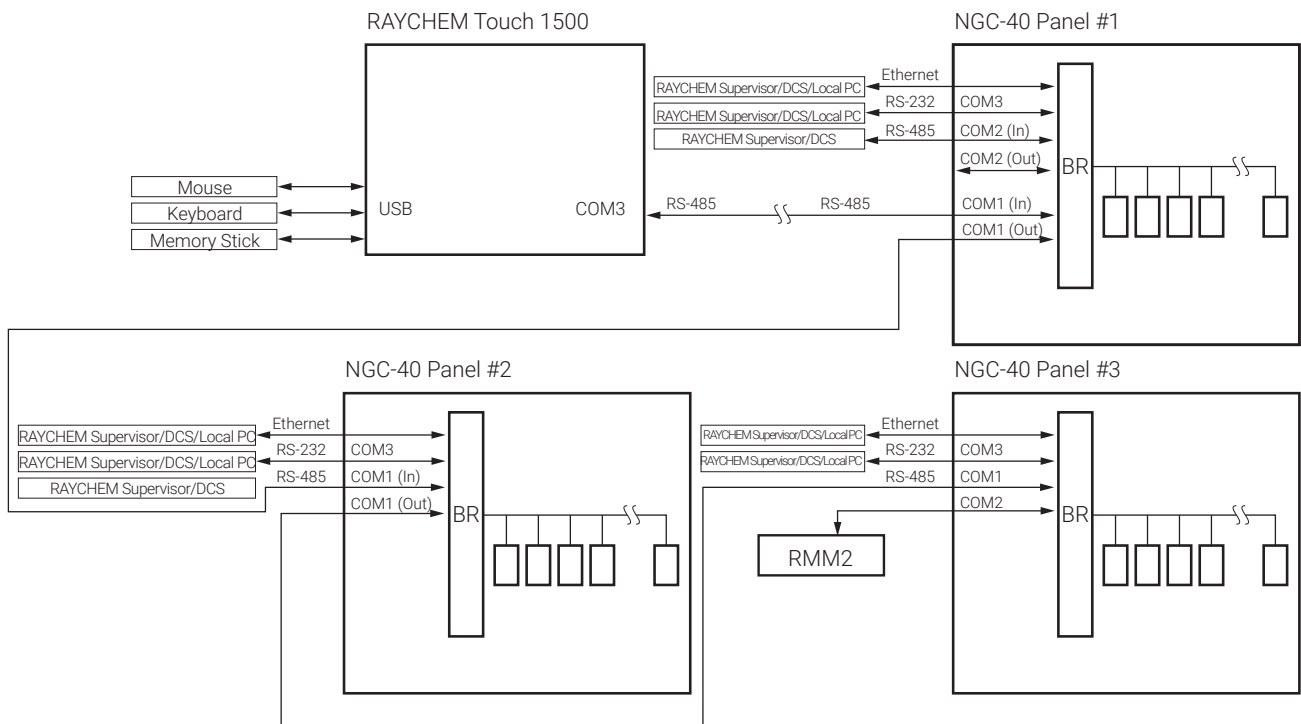 RAYCHEM Touch 1500
NGC-40 Panel #1
Ethernet
RAYCHEM Supervisor/DCS/Local PC
RS-232 COM3
RAYCHEM Supervisor/DCS/Local PC
RS-485 COM2 (In)
RAYCHEM Supervisor/DCS
COM2 (Out)
BR
Mouse
Keyboard
Memory Stick
USB
COM3
RS-485
RS-485
COM1 (In)
COM1 (Out)
NGC-40 Panel #2
Ethernet
RAYCHEM Supervisor/DCS/Local PC
RS-232 COM3
RAYCHEM Supervisor/DCS/Local PC
RS-485 COM1 (In)
RAYCHEM Supervisor/DCS
COM1 (Out)
BR
NGC-40 Panel #3
Ethernet
RAYCHEM Supervisor/DCS/Local PC
RS-232 COM3
RAYCHEM Supervisor/DCS/Local PC
RS-485 COM1
COM2
BR
RMM2